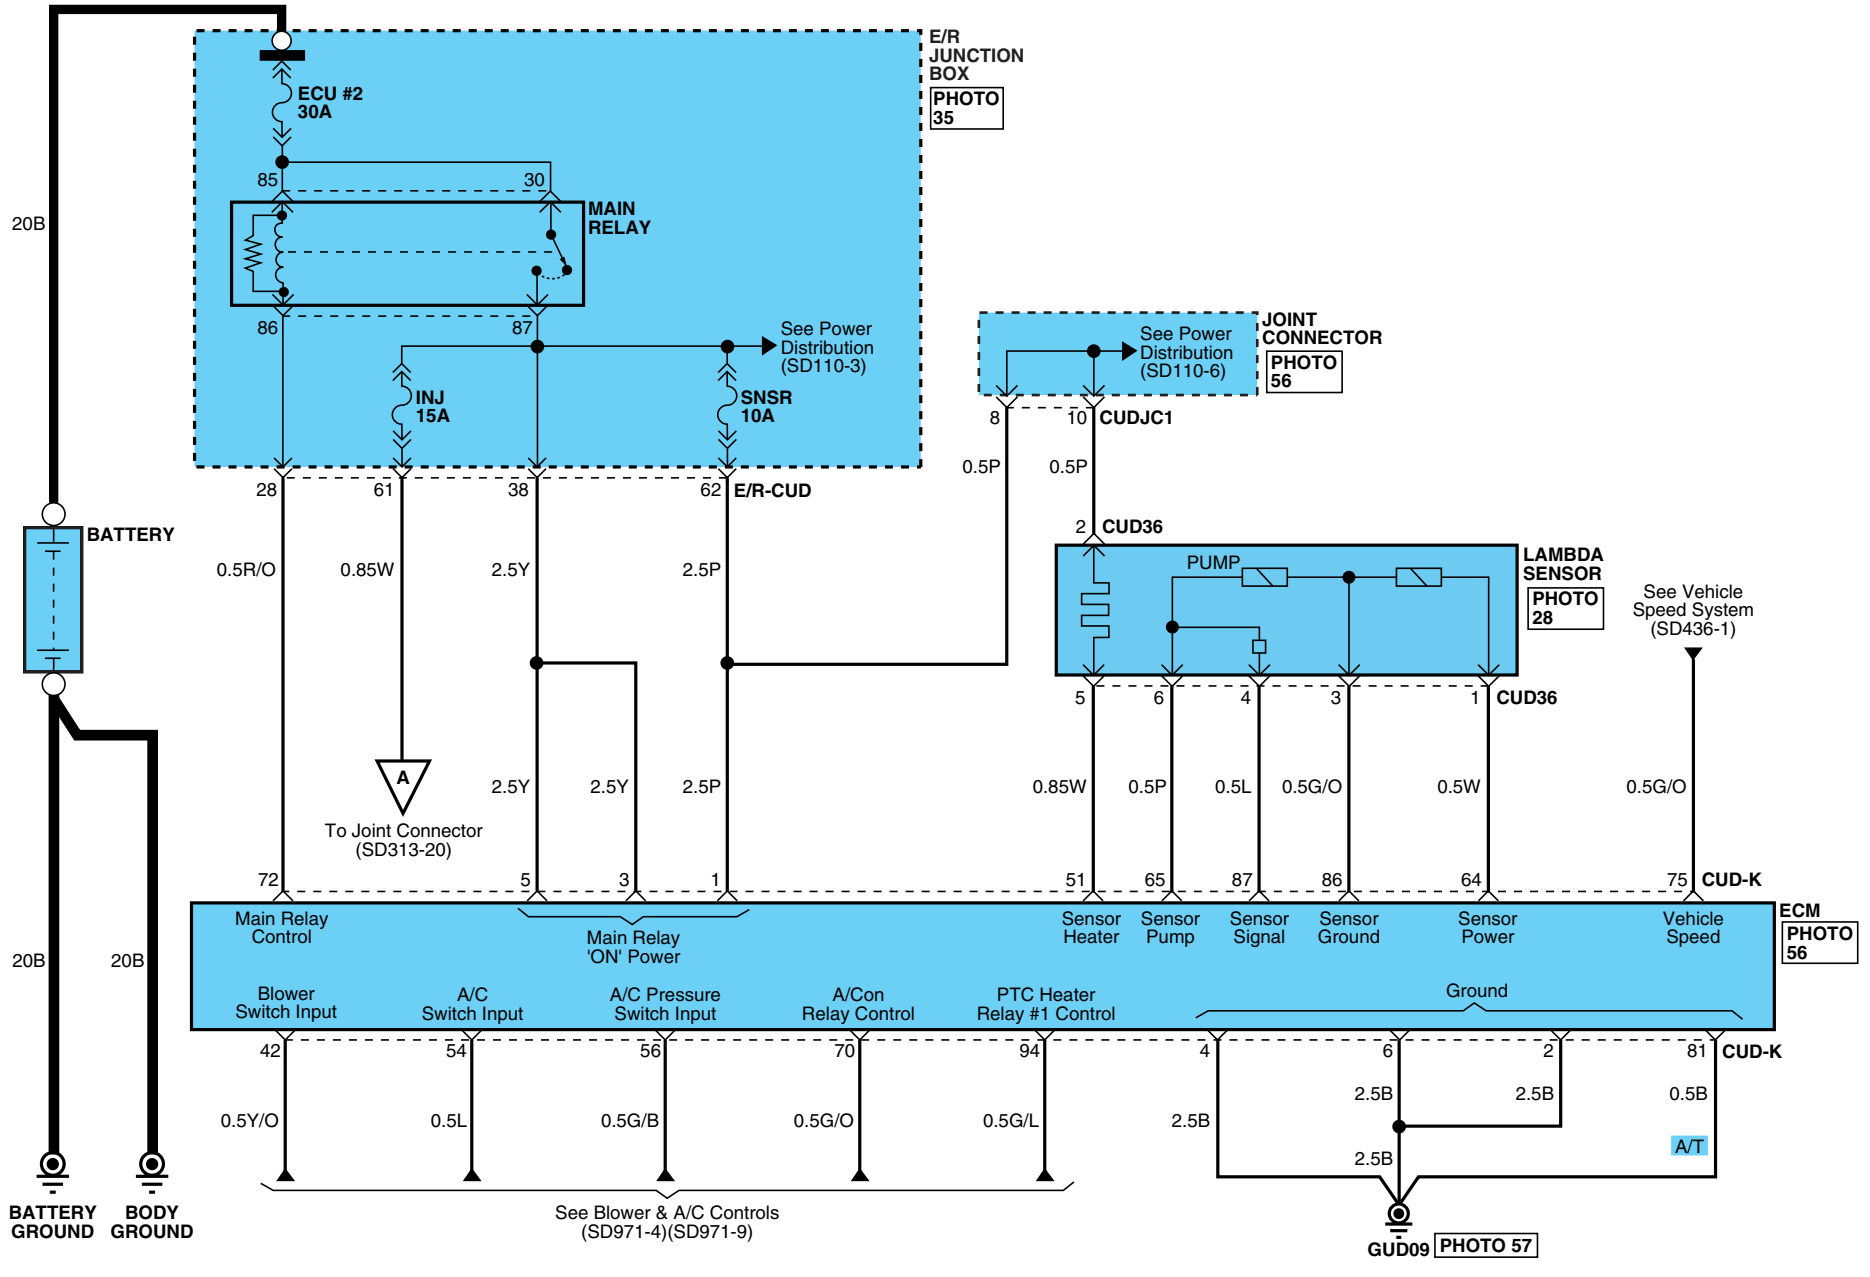 E/R
JUNCTION
BOX
PHOTO
35
ECU #2
30A
85
30
MAIN
RELAY
20B
86
87
See Power
Distribution
(SD110-3)
INJ
15A
SNSR
10A
JOINT
CONNECTOR
PHOTO
56
See Power
Distribution
(SD110-6)
8
10
CUDJC1
0.5P
0.5P
28
61
38
62
E/R-CUD
2
CUD36
BATTERY
0.5R/O
0.85W
2.5Y
2.5P
PUMP
LAMBDA
SENSOR
PHOTO
28
See Vehicle
Speed System
(SD436-1)
5
6
4
3
1
CUD36
A
To Joint Connector
(SD313-20)
2.5Y
2.5Y
2.5P
0.85W
0.5P
0.5L
0.5G/O
0.5W
0.5G/O
72
5
3
1
51
65
87
86
64
75
CUD-K
Main Relay
Control
Main Relay
'ON' Power
Sensor
Heater
Sensor
Pump
Sensor
Signal
Sensor
Ground
Sensor
Power
Vehicle
Speed
ECM
PHOTO
56
20B
20B
Blower
Switch Input
A/C
Switch Input
A/C Pressure
Switch Input
A/Con
Relay Control
PTC Heater
Relay #1 Control
Ground
42
54
56
70
94
4
6
2
81
CUD-K
0.5Y/O
0.5L
0.5G/B
0.5G/O
0.5G/L
2.5B
2.5B
2.5B
0.5B
A/T
2.5B
BATTERY
GROUND
BODY
GROUND
See Blower & A/C Controls
(SD971-4)(SD971-9)
GUD09
PHOTO 57